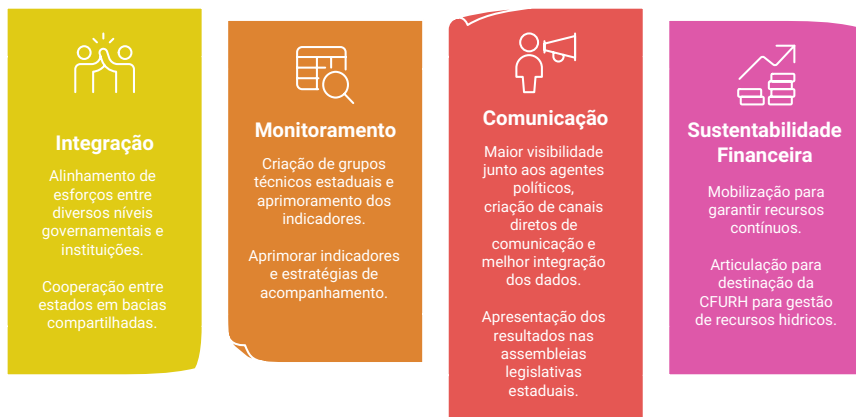 Integração
Alinhamento de
esforços entre
diversos níveis
governamentais e
instituições.
Cooperação entre
estados em bacias
compartilhadas.
Monitoramento
Criação de grupos
técnicos estaduais e
aprimoramento dos
indicadores.
Aprimorar indicadores
e estratégias de
acompanhamento.
Comunicação
Maior visibilidade
junto aos agentes
políticos,
criação de canais
diretos de
comunicação e
melhor integração
dos dados.
Apresentação dos
resultados nas
assembleias
legislativas
estaduais.
Sustentabilidade
Financeira
Mobilização para
garantir recursos
contínuos.
Articulação para
destinação da
CFURH para gestão
de recursos hidricos.